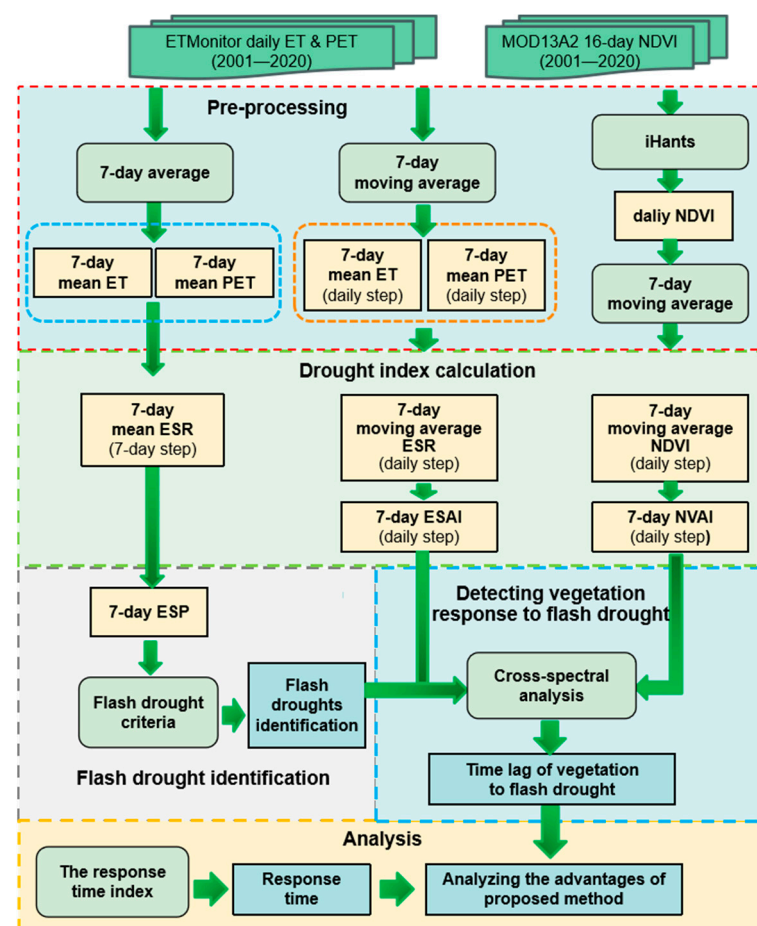 ETMonitor daily ET & PET
(2001—2020)
MOD13A2 16-day NDVI
(2001—2020)
Pre-processing
7-day average
7-day
moving average
iHants
daliy NDVI
7-day
mean ET
7-day
mean PET
7-day
mean ET
(daily step)
7-day
mean PET
(daily step)
7-day
moving average
Drought index calculation
7-day
mean ESR
(7-day step)
7-day
moving average
ESR
(daily step)
7-day
moving average
NDVI
(daily step)
7-day ESAI
(daily step)
7-day NVAI
(daily step)
7-day ESP
Detecting vegetation
response to flash drought
Flash drought
criteria
Flash
droughts
identification
Cross-spectral
analysis
Flash drought identification
Time lag of vegetation
to flash drought
Analysis
The response
time index
Response
time
Analyzing the advantages of
proposed method